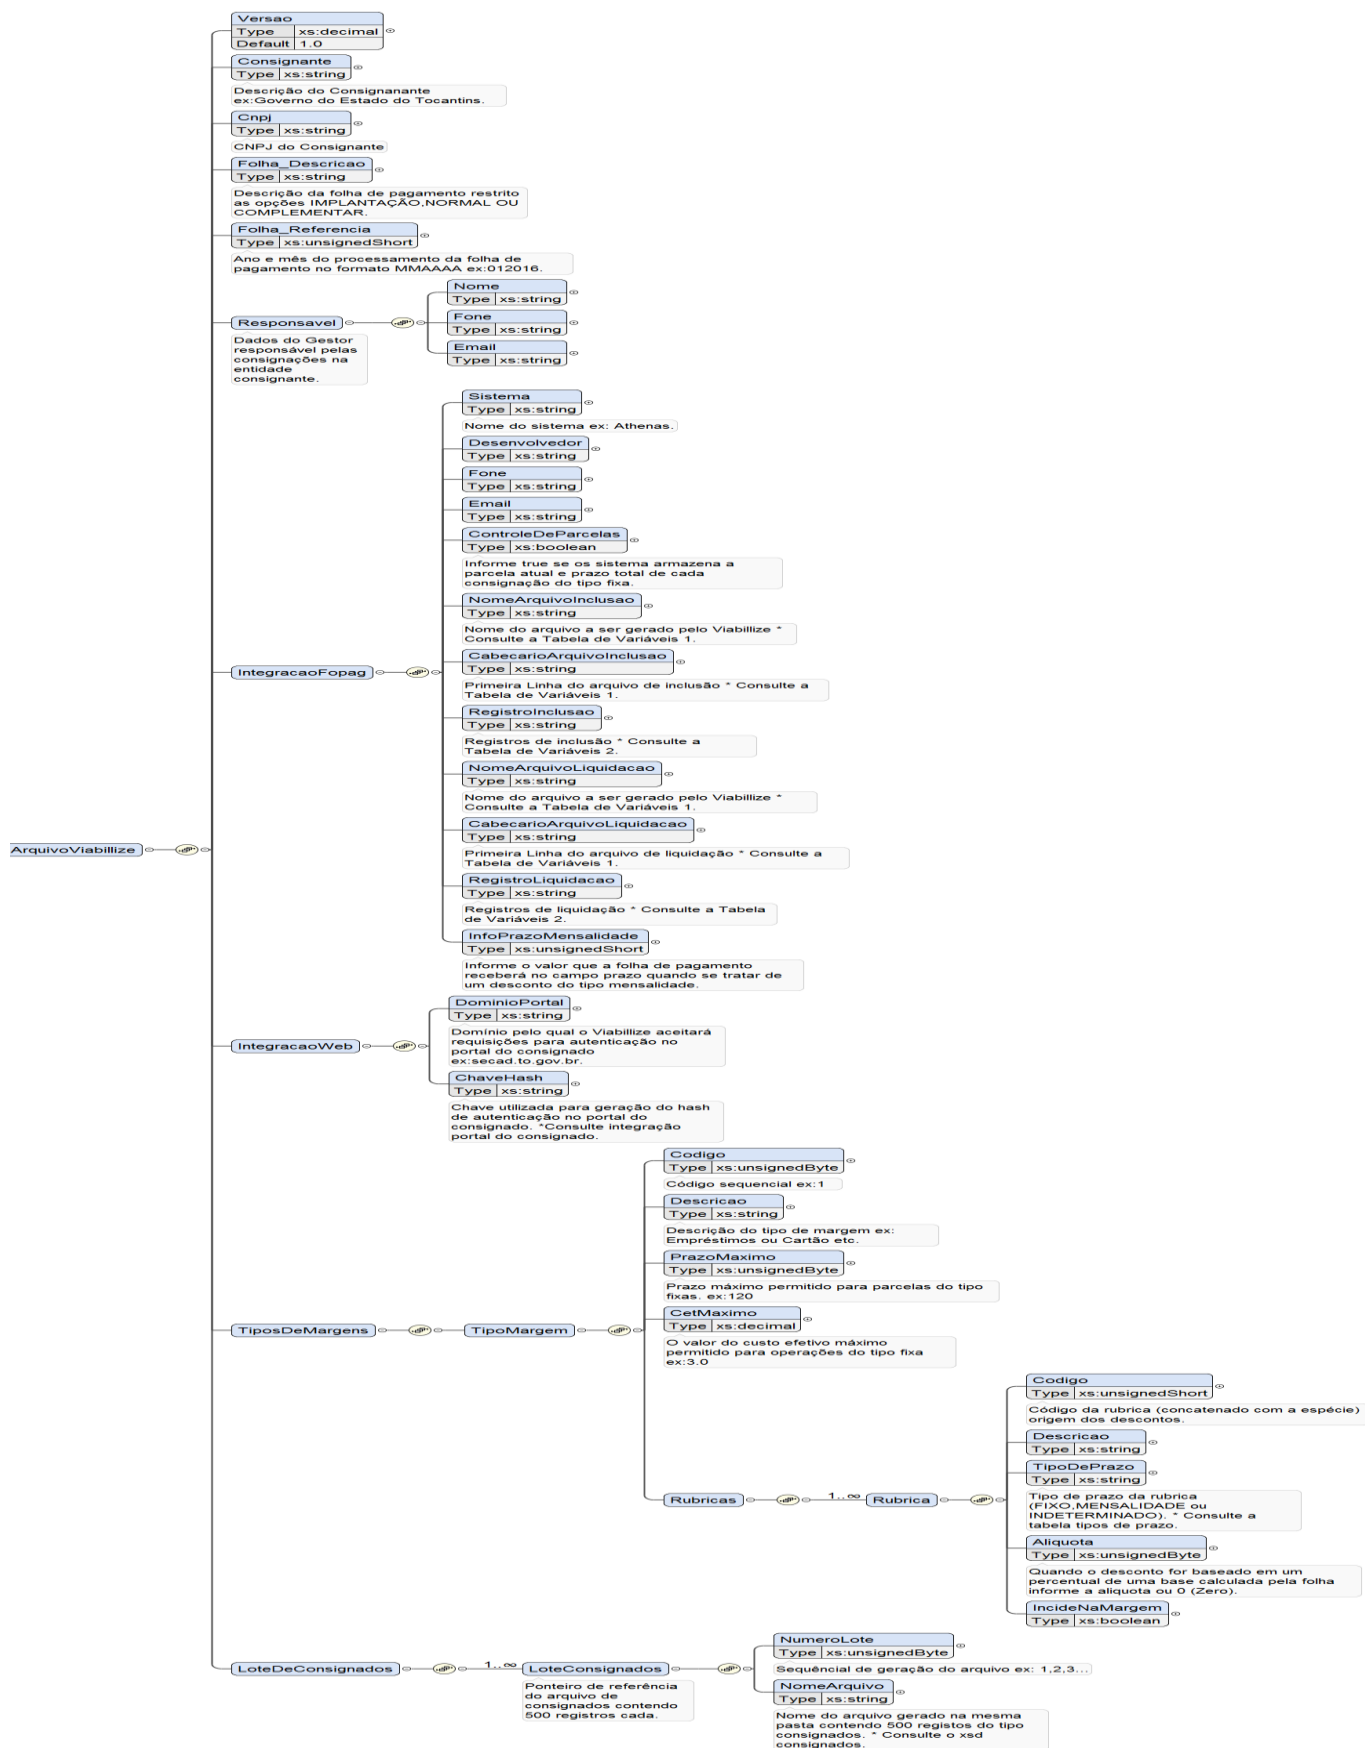 Versao
Type xs:decimal
Default 1.0
Consignante
Type xs:string
Descrição do Consignanante
ex:Governo do Estado do Tocantins.
Cnpj
Type xs:string
CNPJ do Consignante
Folha_Descricao
Type xs:string
Descrição da folha de pagamento restrito
as opções IMPLANTAÇÃO,NORMAL OU
COMPLEMENTAR.
Folha_Referencia
Type xs:unsignedShort
Ano e mês do processamento da folha de
pagamento no formato MMAAAA ex:012016.
Responsavel
Dados do Gestor
responsável pelas
consignações na
entidade
consignante.
Nome
Type xs:string
Fone
Type xs:string
Email
Type xs:string
IntegracaoFopag
Sistema
Type xs:string
Nome do sistema ex: Athenas.
Desenvolvedor
Type xs:string
Fone
Type xs:string
Email
Type xs:string
ControleDeParcelas
Type xs:boolean
Informe true se os sistema armazena a
parcela atual e prazo total de cada
consignação do tipo fixa.
NomeArquivoInclusao
Type xs:string
Nome do arquivo a ser gerado pelo Viabillize *
Consulte a Tabela de Variáveis 1.
CabecarioArquivoInclusao
Type xs:string
Primeira Linha do arquivo de inclusão * Consulte a
Tabela de Variáveis 1.
RegistroInclusao
Type xs:string
Registros de inclusão * Consulte a
Tabela de Variáveis 2.
NomeArquivoLiquidacao
Type xs:string
Nome do arquivo a ser gerado pelo Viabillize *
Consulte a Tabela de Variáveis 1.
CabecarioArquivoLiquidacao
Type xs:string
Primeira Linha do arquivo de liquidação * Consulte a
Tabela de Variáveis 1.
RegistroLiquidacao
Type xs:string
Registros de liquidação * Consulte a Tabela
de Variáveis 2.
InfoPrazoMensalidade
Type xs:unsignedShort
Informe o valor que a folha de pagamento
receberá no campo prazo quando se tratar de
um desconto do tipo mensalidade.
ArquivoViabillize
IntegracaoWeb
DominioPortal
Type xs:string
Domínio pelo qual o Viabillize aceitará
requisições para autenticação no
portal do consignado
ex:secad.to.gov.br.
ChaveHash
Type xs:string
Chave utilizada para geração do hash
de autenticação no portal do
consignado. *Consulte integração
portal do consignado.
TiposDeMargens
TipoMargem
Codigo
Type xs:unsignedByte
Código sequencial ex:1
Descricao
Type xs:string
Descrição do tipo de margem ex:
Empréstimos ou Cartão etc.
PrazoMaximo
Type xs:unsignedByte
Prazo máximo permitido para parcelas do tipo
fixas. ex:120
CetMaximo
Type xs:decimal
O valor do custo efetivo máximo
permitido para operações do tipo fixa
ex:3.0
Rubricas
1..∞
Rubrica
Codigo
Type xs:unsignedShort
Código da rubrica (concatenado com a espécie)
origem dos descontos.
Descricao
Type xs:string
TipoDePrazo
Type xs:string
Tipo de prazo da rubrica
(FIXO,MENSALIDADE ou
INDETERMINADO). * Consulte a
tabela tipos de prazo.
Aliquota
Type xs:unsignedByte
Quando o desconto for baseado em um
percentual de uma base calculada pela folha
informe a aliquota ou 0 (Zero).
IncideNaMargem
Type xs:boolean
LoteDeConsignados
1..∞
LoteConsignados
Ponteiro de referência
do arquivo de
consignados contendo
500 registros cada.
NumeroLote
Type xs:unsignedByte
Sequêncial de geração do arquivo ex: 1,2,3...
NomeArquivo
Type xs:string
Nome do arquivo gerado na mesma
pasta contendo 500 registos do tipo
consignados. * Consulte o xsd
consignados.